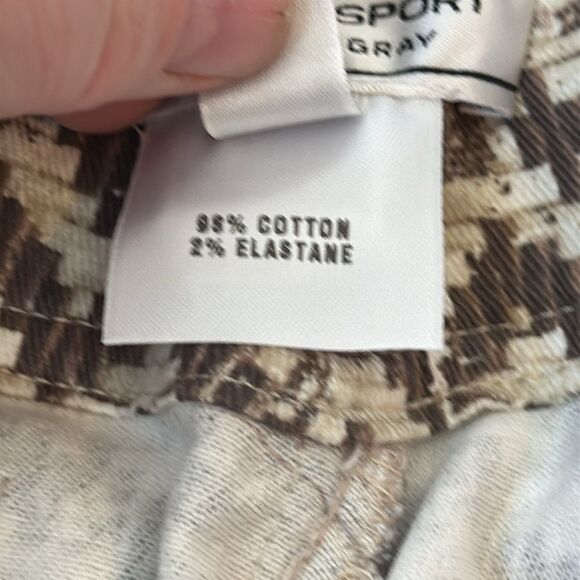 SPORT
GRAY®
98% COTTON
2% ELASTANE